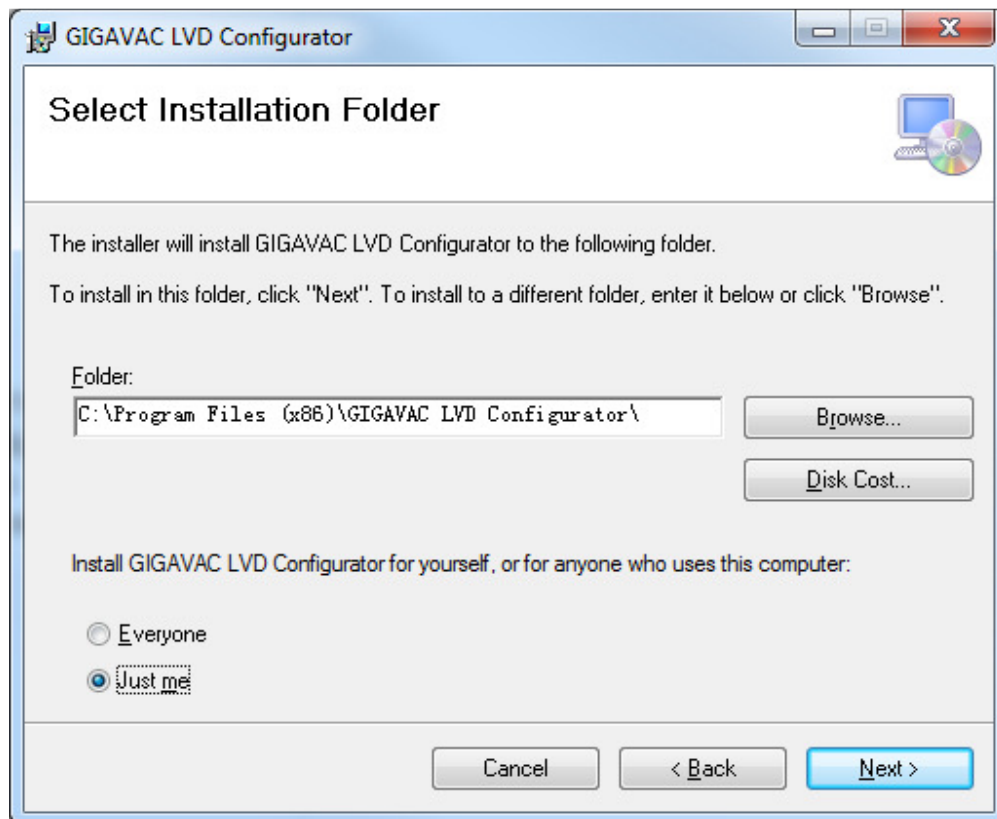 GIGAVAC LVD Configurator
Select Installation Folder
The installer will install GIGAVAC LVD Configurator to the following folder.
To install in this folder, click "Next". To install to a different folder, enter it below or click "Browse".
Folder:
C:\Program Files (x86)\GIGAVAC LVD Configurator\
Browse...
Disk Cost...
Install GIGAVAC LVD Configurator for yourself, or for anyone who uses this computer:
Everyone
Just me
Cancel
< Back
Next >